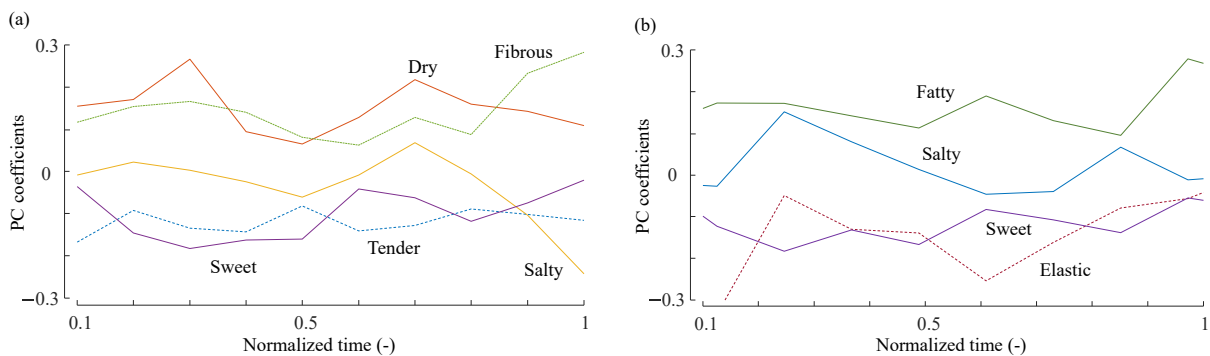 (a)
PC coefficients
0.3
0
−0.3
Fibrous
Dry
Sweet
Tender
Salty
0.1
0.5
1
Normalized time (-)
(b)
PC coefficients
0.3
0
−0.3
Fatty
Salty
Sweet
Elastic
0.1
0.5
1
Normalized time (-)